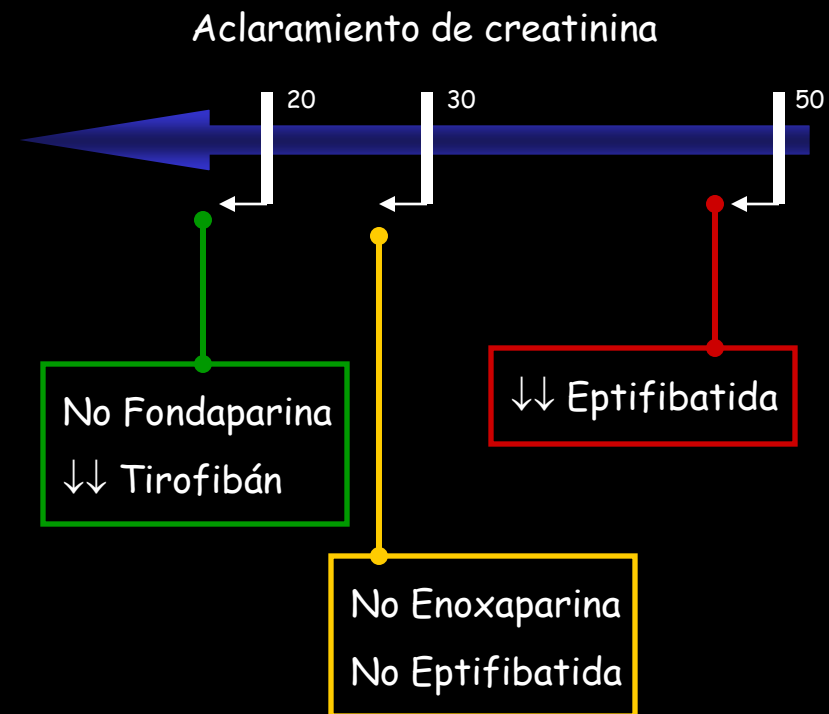 Aclaramiento de creatinina
20
30
50
No Fondaparina
↓↓ Tirofibán
↓↓ Eptifibatida
No Enoxaparina
No Eptifibatida